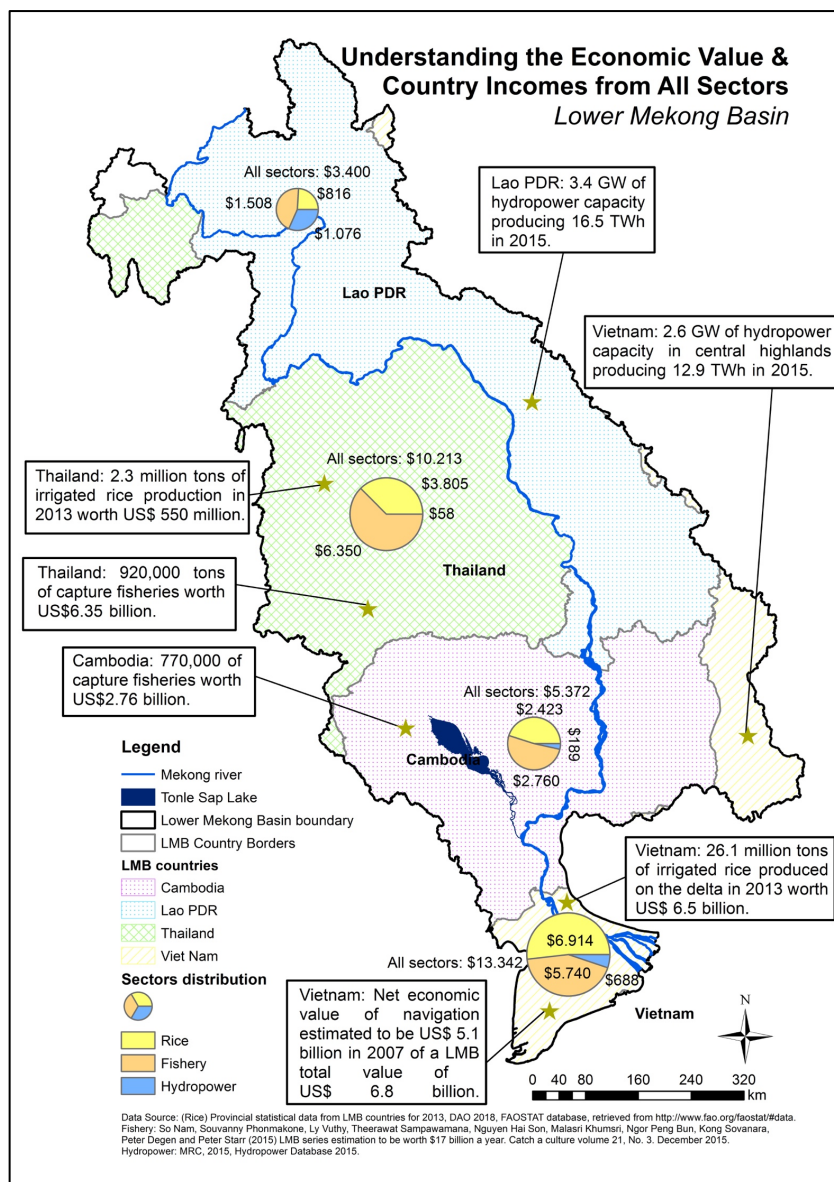 Understanding the Economic Value &
Country Incomes from All Sectors
Lower Mekong Basin
All sectors: $3.400
$1.508
$816
$1.076
Lao PDR: 3.4 GW of
hydropower capacity
producing 16.5 TWh
in 2015.
Lao PDR
Vietnam: 2.6 GW of hydropower
capacity in central highlands
producing 12.9 TWh in 2015.
Thailand: 2.3 million tons of
irrigated rice production in
2013 worth US$ 550 million.
All sectors: $10.213
$3.805
$58
$6.350
Thailand
Thailand: 920,000 tons
of capture fisheries worth
US$6.35 billion.
Cambodia: 770,000 of
capture fisheries worth
US$2.76 billion.
All sectors: $5.372
$2.423
$189
$2.760
Cambodia
Legend
Mekong river
Tonle Sap Lake
Lower Mekong Basin boundary
LMB Country Borders
LMB countries
Cambodia
Lao PDR
Thailand
Viet Nam
Sectors distribution
Rice
Fishery
Hydropower
Vietnam: 26.1 million tons
of irrigated rice produced
on the delta in 2013 worth
US$ 6.5 billion.
All sectors: $13.342
$6.914
$5.740
$688
Vietnam
Vietnam: Net economic
value of navigation
estimated to be US$ 5.1
billion in 2007 of a LMB
total value of
US$ 6.8 billion.
N
0 40 80 160 240 320
km
Data Source: (Rice) Provincial statistical data from LMB countries for 2013, DAO 2018, FAOSTAT database, retrieved from http://www.fao.org/faostat/#data.
Fishery: So Nam, Souvanny Phonmakone, Ly Vuthy, Theerawat Sampawamana, Nguyen Hai Son, Malasri Khumsri, Ngor Peng Bun, Kong Sovanara,
Peter Degen and Peter Starr (2015) LMB series estimation to be worth $17 billion a year. Catch a culture volume 21, No. 3. December 2015.
Hydropower: MRC, 2015, Hydropower Database 2015.